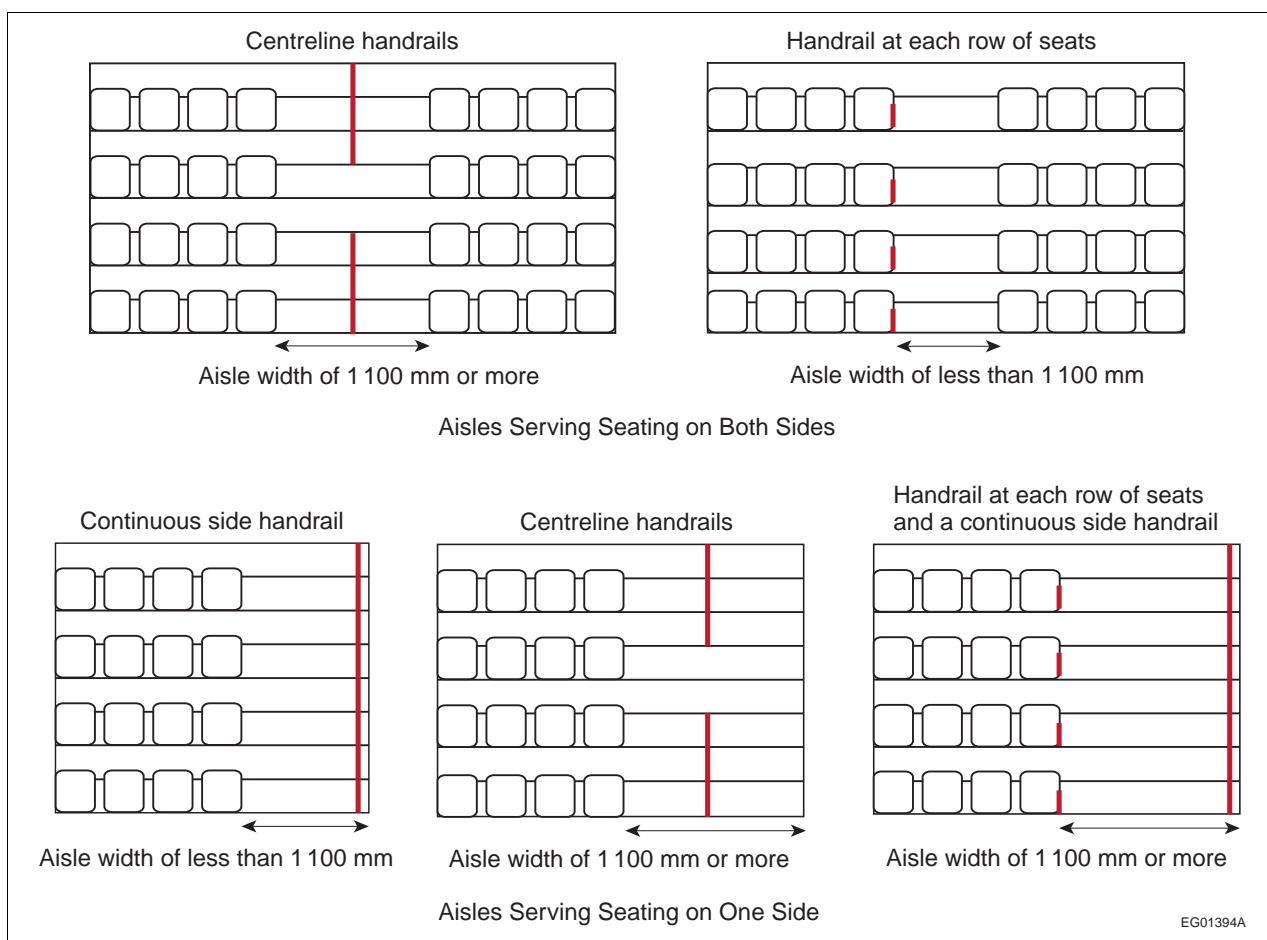 Centreline handrails
Handrail at each row of seats
Aisle width of 1 100 mm or more
Aisle width of less than 1 100 mm
Aisles Serving Seating on Both Sides
Continuous side handrail
Centreline handrails
Handrail at each row of seats
and a continuous side handrail
Aisle width of less than 1 100 mm
Aisle width of 1 100 mm or more
Aisle width of 1 100 mm or more
Aisles Serving Seating on One Side
EG01394A